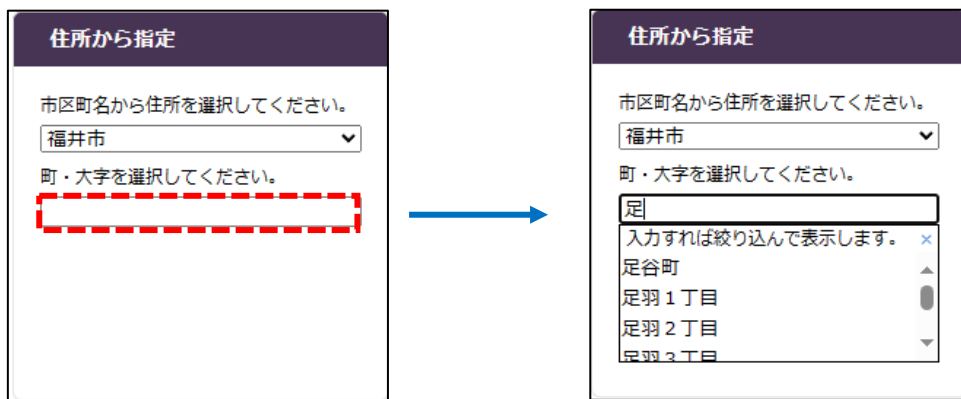 住所から指定
市区町名から住所を選択してください。
福井市
町・大字を選択してください。
住所から指定
市区町名から住所を選択してください。
福井市
町・大字を選択してください。
足
入力すれば絞り込んで表示します。 ×
足谷町
足羽１丁目
足羽２丁目
足羽３丁目